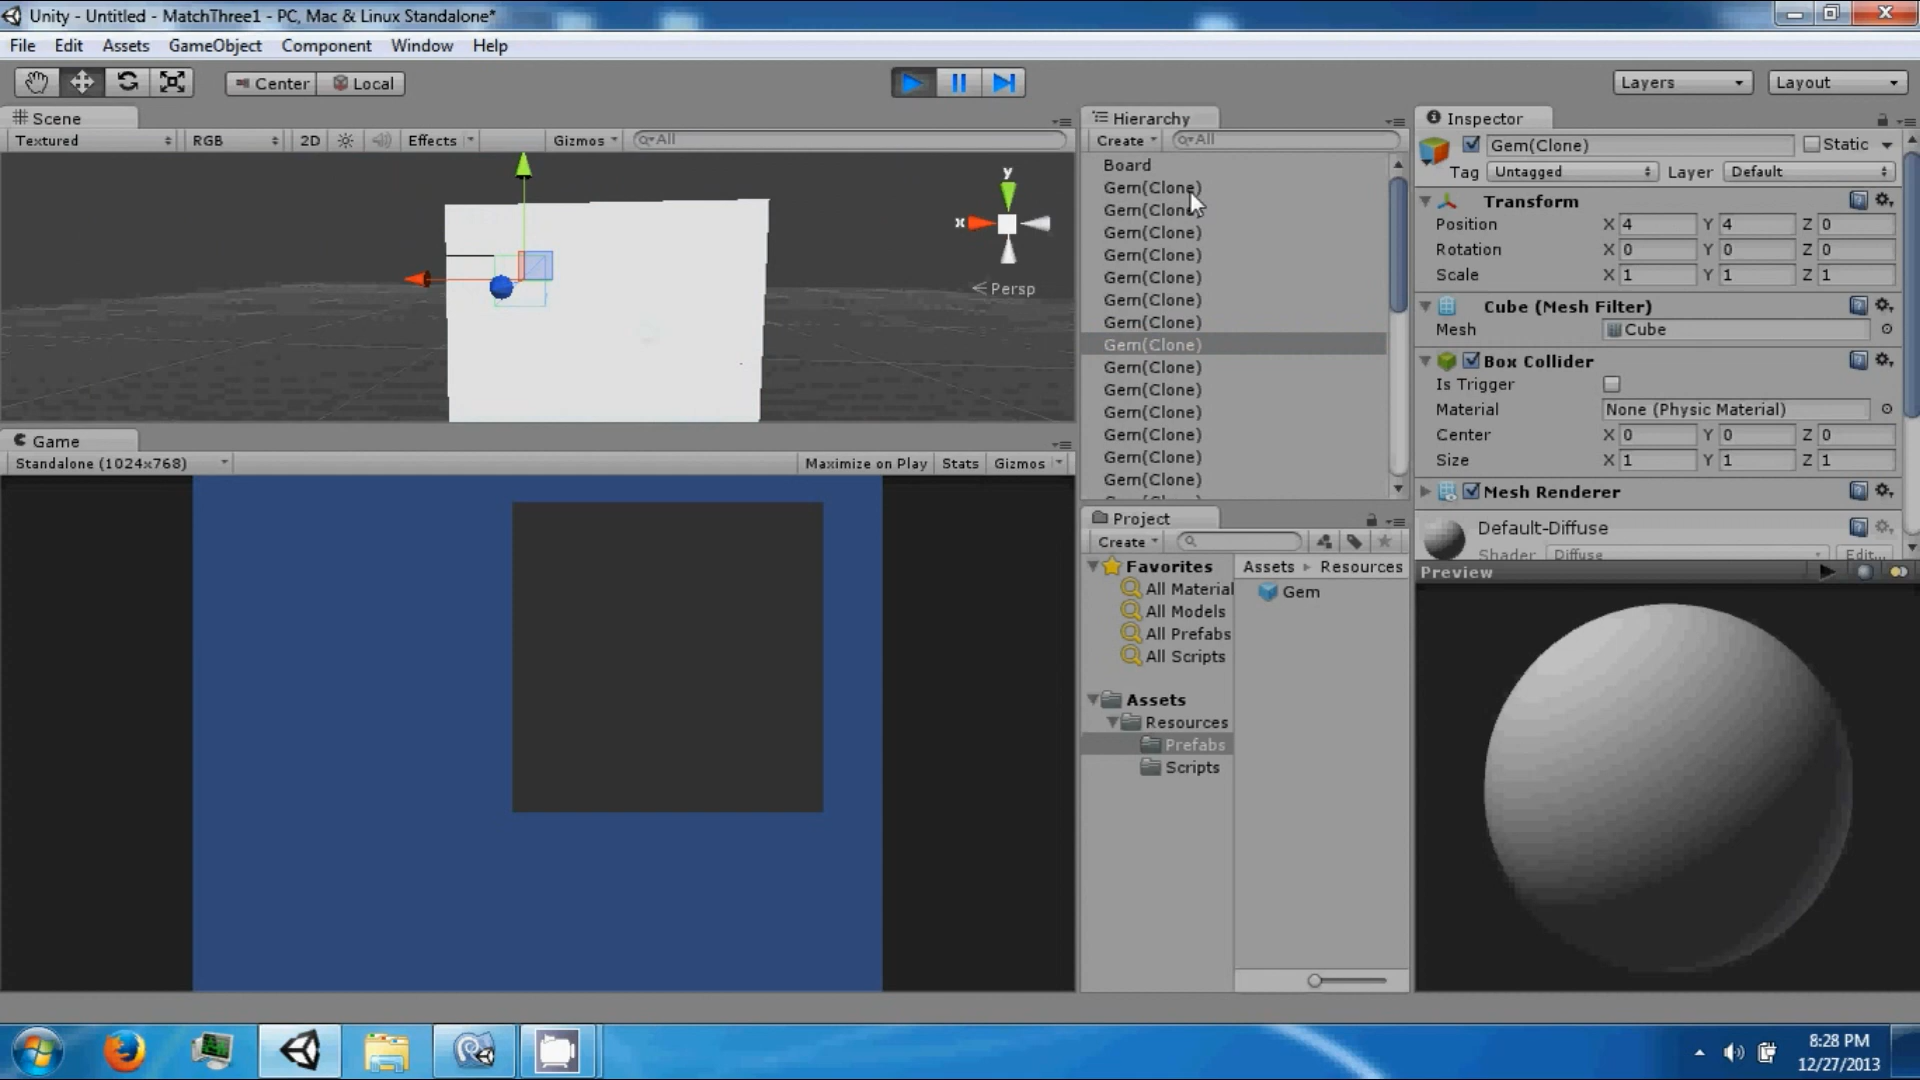 Unity - Untitled - MatchThree1 - PC, Mac & Linux Standalone*
File Edit Assets GameObject Component Window Help
Center Local
Layers Layout
Scene
Textured RGB 2D Effects Gizmos All
y
x
Persp
Game
Standalone (1024x768) Maximize on Play Stats Gizmos
Hierarchy
Create All
Board
Gem(Clone)
Gem(Clone)
Gem(Clone)
Gem(Clone)
Gem(Clone)
Gem(Clone)
Gem(Clone)
Gem(Clone)
Gem(Clone)
Gem(Clone)
Gem(Clone)
Gem(Clone)
Gem(Clone)
Gem(Clone)
Project
Create
Favorites
All Material
All Models
All Prefabs
All Scripts
Assets
Resources
Prefabs
Scripts
Assets Resources
Gem
Inspector
Gem(Clone) Static
Tag Untagged Layer Default
Transform
Position X 4 Y 4 Z 0
Rotation X 0 Y 0 Z 0
Scale X 1 Y 1 Z 1
Cube (Mesh Filter)
Mesh Cube
Box Collider
Is Trigger
Material None (Physic Material)
Center X 0 Y 0 Z 0
Size X 1 Y 1 Z 1
Mesh Renderer
Default-Diffuse
Shader Diffuse Edit...
Preview
8:28 PM
12/27/2013